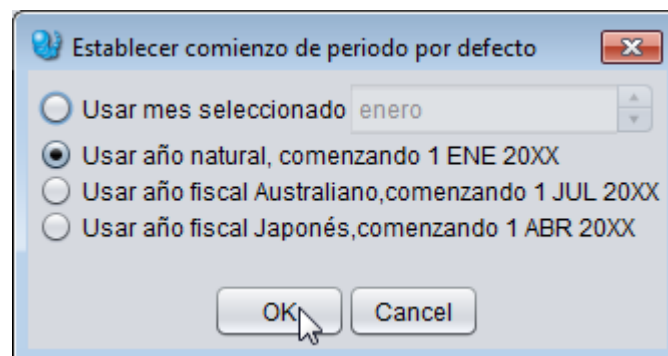 Establecer comienzo de periodo por defecto
Usar mes seleccionado enero
Usar año natural, comenzando 1 ENE 20XX
Usar año fiscal Australiano,comenzando 1 JUL 20XX
Usar año fiscal Japonés,comenzando 1 ABR 20XX
OK Cancel